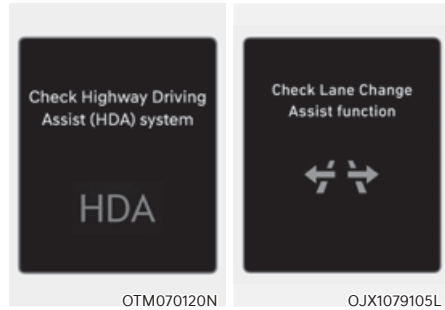 Check Highway Driving
Assist (HDA) system
HDA
OTM070120N
Check Lane Change
Assist function
OJX1079105L